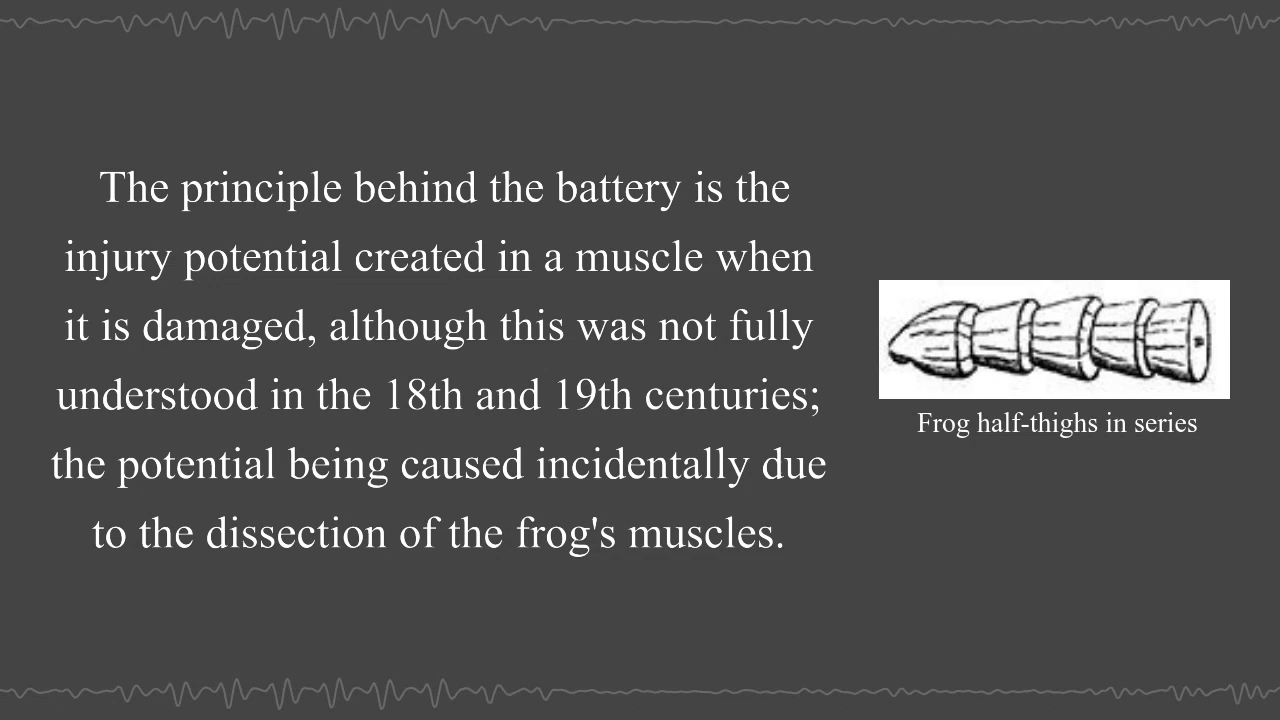 The principle behind the battery is the
injury potential created in a muscle when
it is damaged, although this was not fully
understood in the 18th and 19th centuries;
the potential being caused incidentally due
to the dissection of the frog's muscles.
Frog half-thighs in series